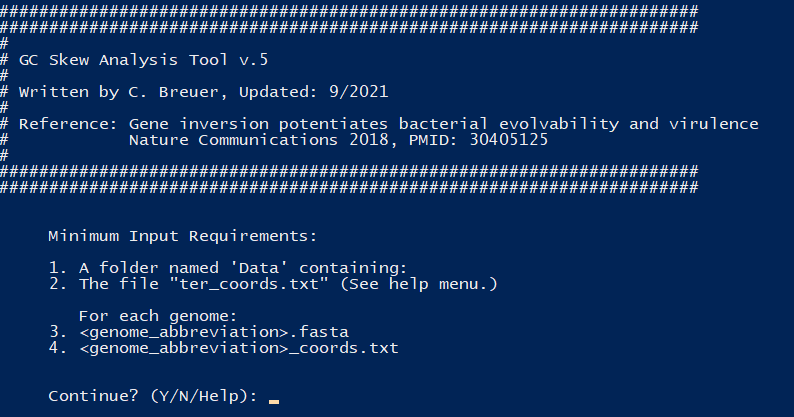 ######################################################################
######################################################################
#
# GC Skew Analysis Tool v.5
#
# Written by C. Breuer, Updated: 9/2021
#
# Reference: Gene inversion potentiates bacterial evolvability and virulence
#            Nature Communications 2018, PMID: 30405125
#
######################################################################
######################################################################
Minimum Input Requirements:
1. A folder named 'Data' containing:
2. The file "ter_coords.txt" (See help menu.)
For each genome:
3. <genome_abbreviation>.fasta
4. <genome_abbreviation>_coords.txt
Continue? (Y/N/Help): _